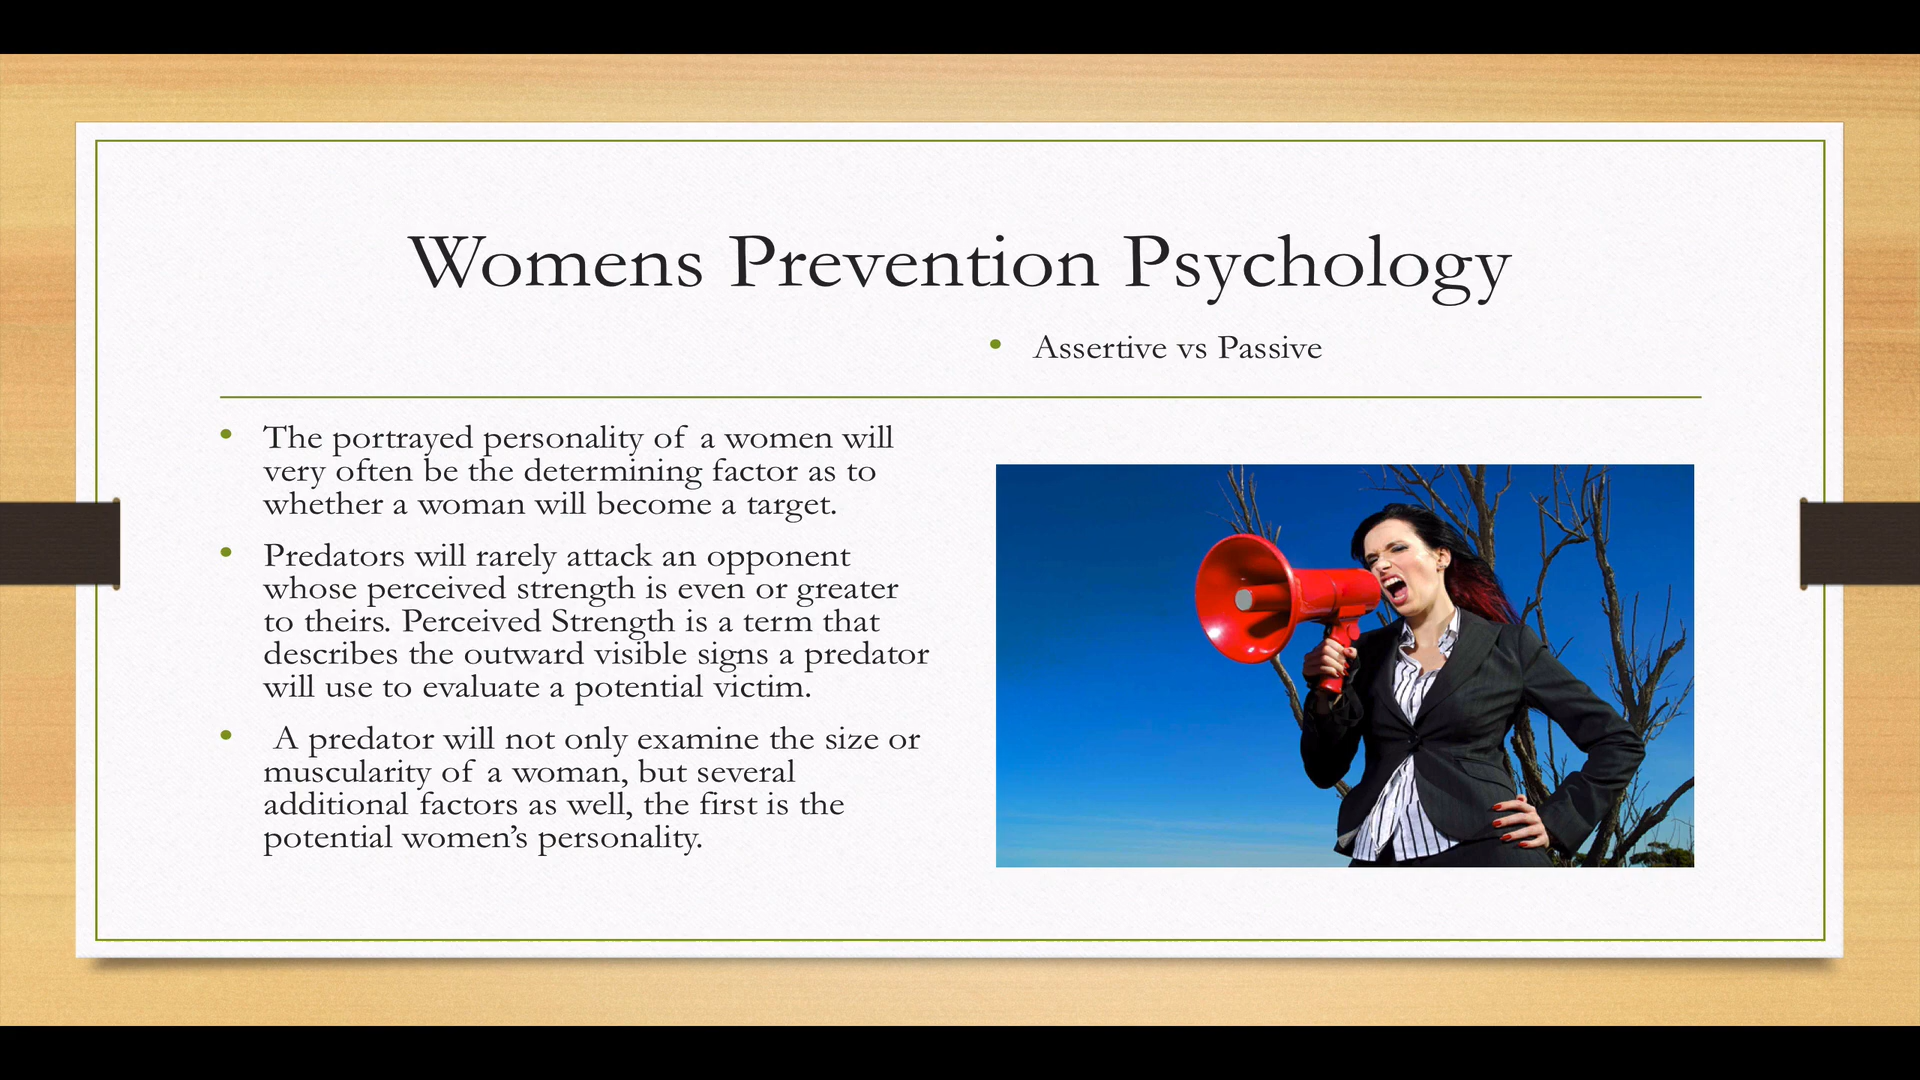 Womens Prevention Psychology
• Assertive vs Passive
• The portrayed personality of a women will
very often be the determining factor as to
whether a woman will become a target.
• Predators will rarely attack an opponent
whose perceived strength is even or greater
to theirs. Perceived Strength is a term that
describes the outward visible signs a predator
will use to evaluate a potential victim.
• A predator will not only examine the size or
muscularity of a woman, but several
additional factors as well, the first is the
potential women’s personality.